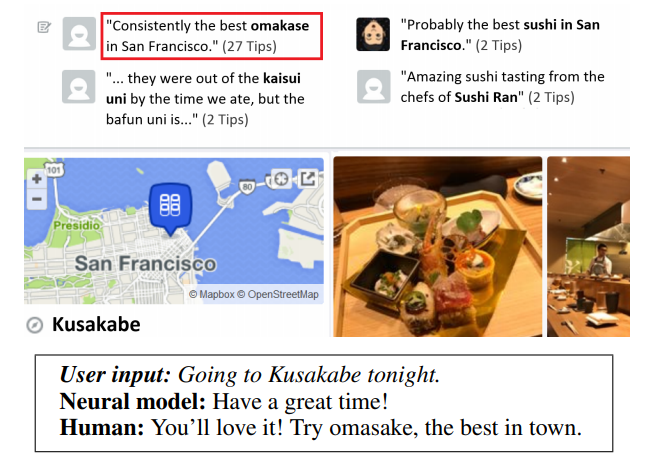 "Consistently the best omakase
in San Francisco." (27 Tips)
"... they were out of the kaisui
uni by the time we ate, but the
bafun uni is..." (2 Tips)
"Probably the best sushi in San
Francisco." (2 Tips)
"Amazing sushi tasting from the
chefs of Sushi Ran" (2 Tips)
+
−
101
80
Presidio
San Francisco
© Mapbox © OpenStreetMap
Kusakabe
User input: Going to Kusakabe tonight.
Neural model: Have a great time!
Human: You'll love it! Try omasake, the best in town.